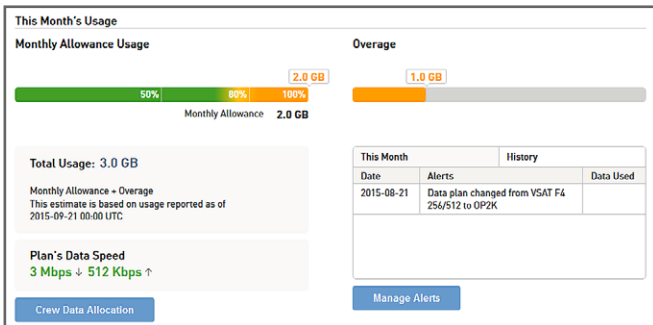 This Month's Usage
Monthly Allowance Usage
2.0 GB
50% 80% 100%
Monthly Allowance 2.0 GB
Total Usage: 3.0 GB
Monthly Allowance + Overage
This estimate is based on usage reported as of
2015-09-21 00:00 UTC
Plan's Data Speed
3 Mbps ↓ 512 Kbps ↑
Crew Data Allocation
Overage
1.0 GB
This Month History
Date Alerts Data Used
2015-08-21 Data plan changed from VSAT F4
256/512 to OP2K
Manage Alerts